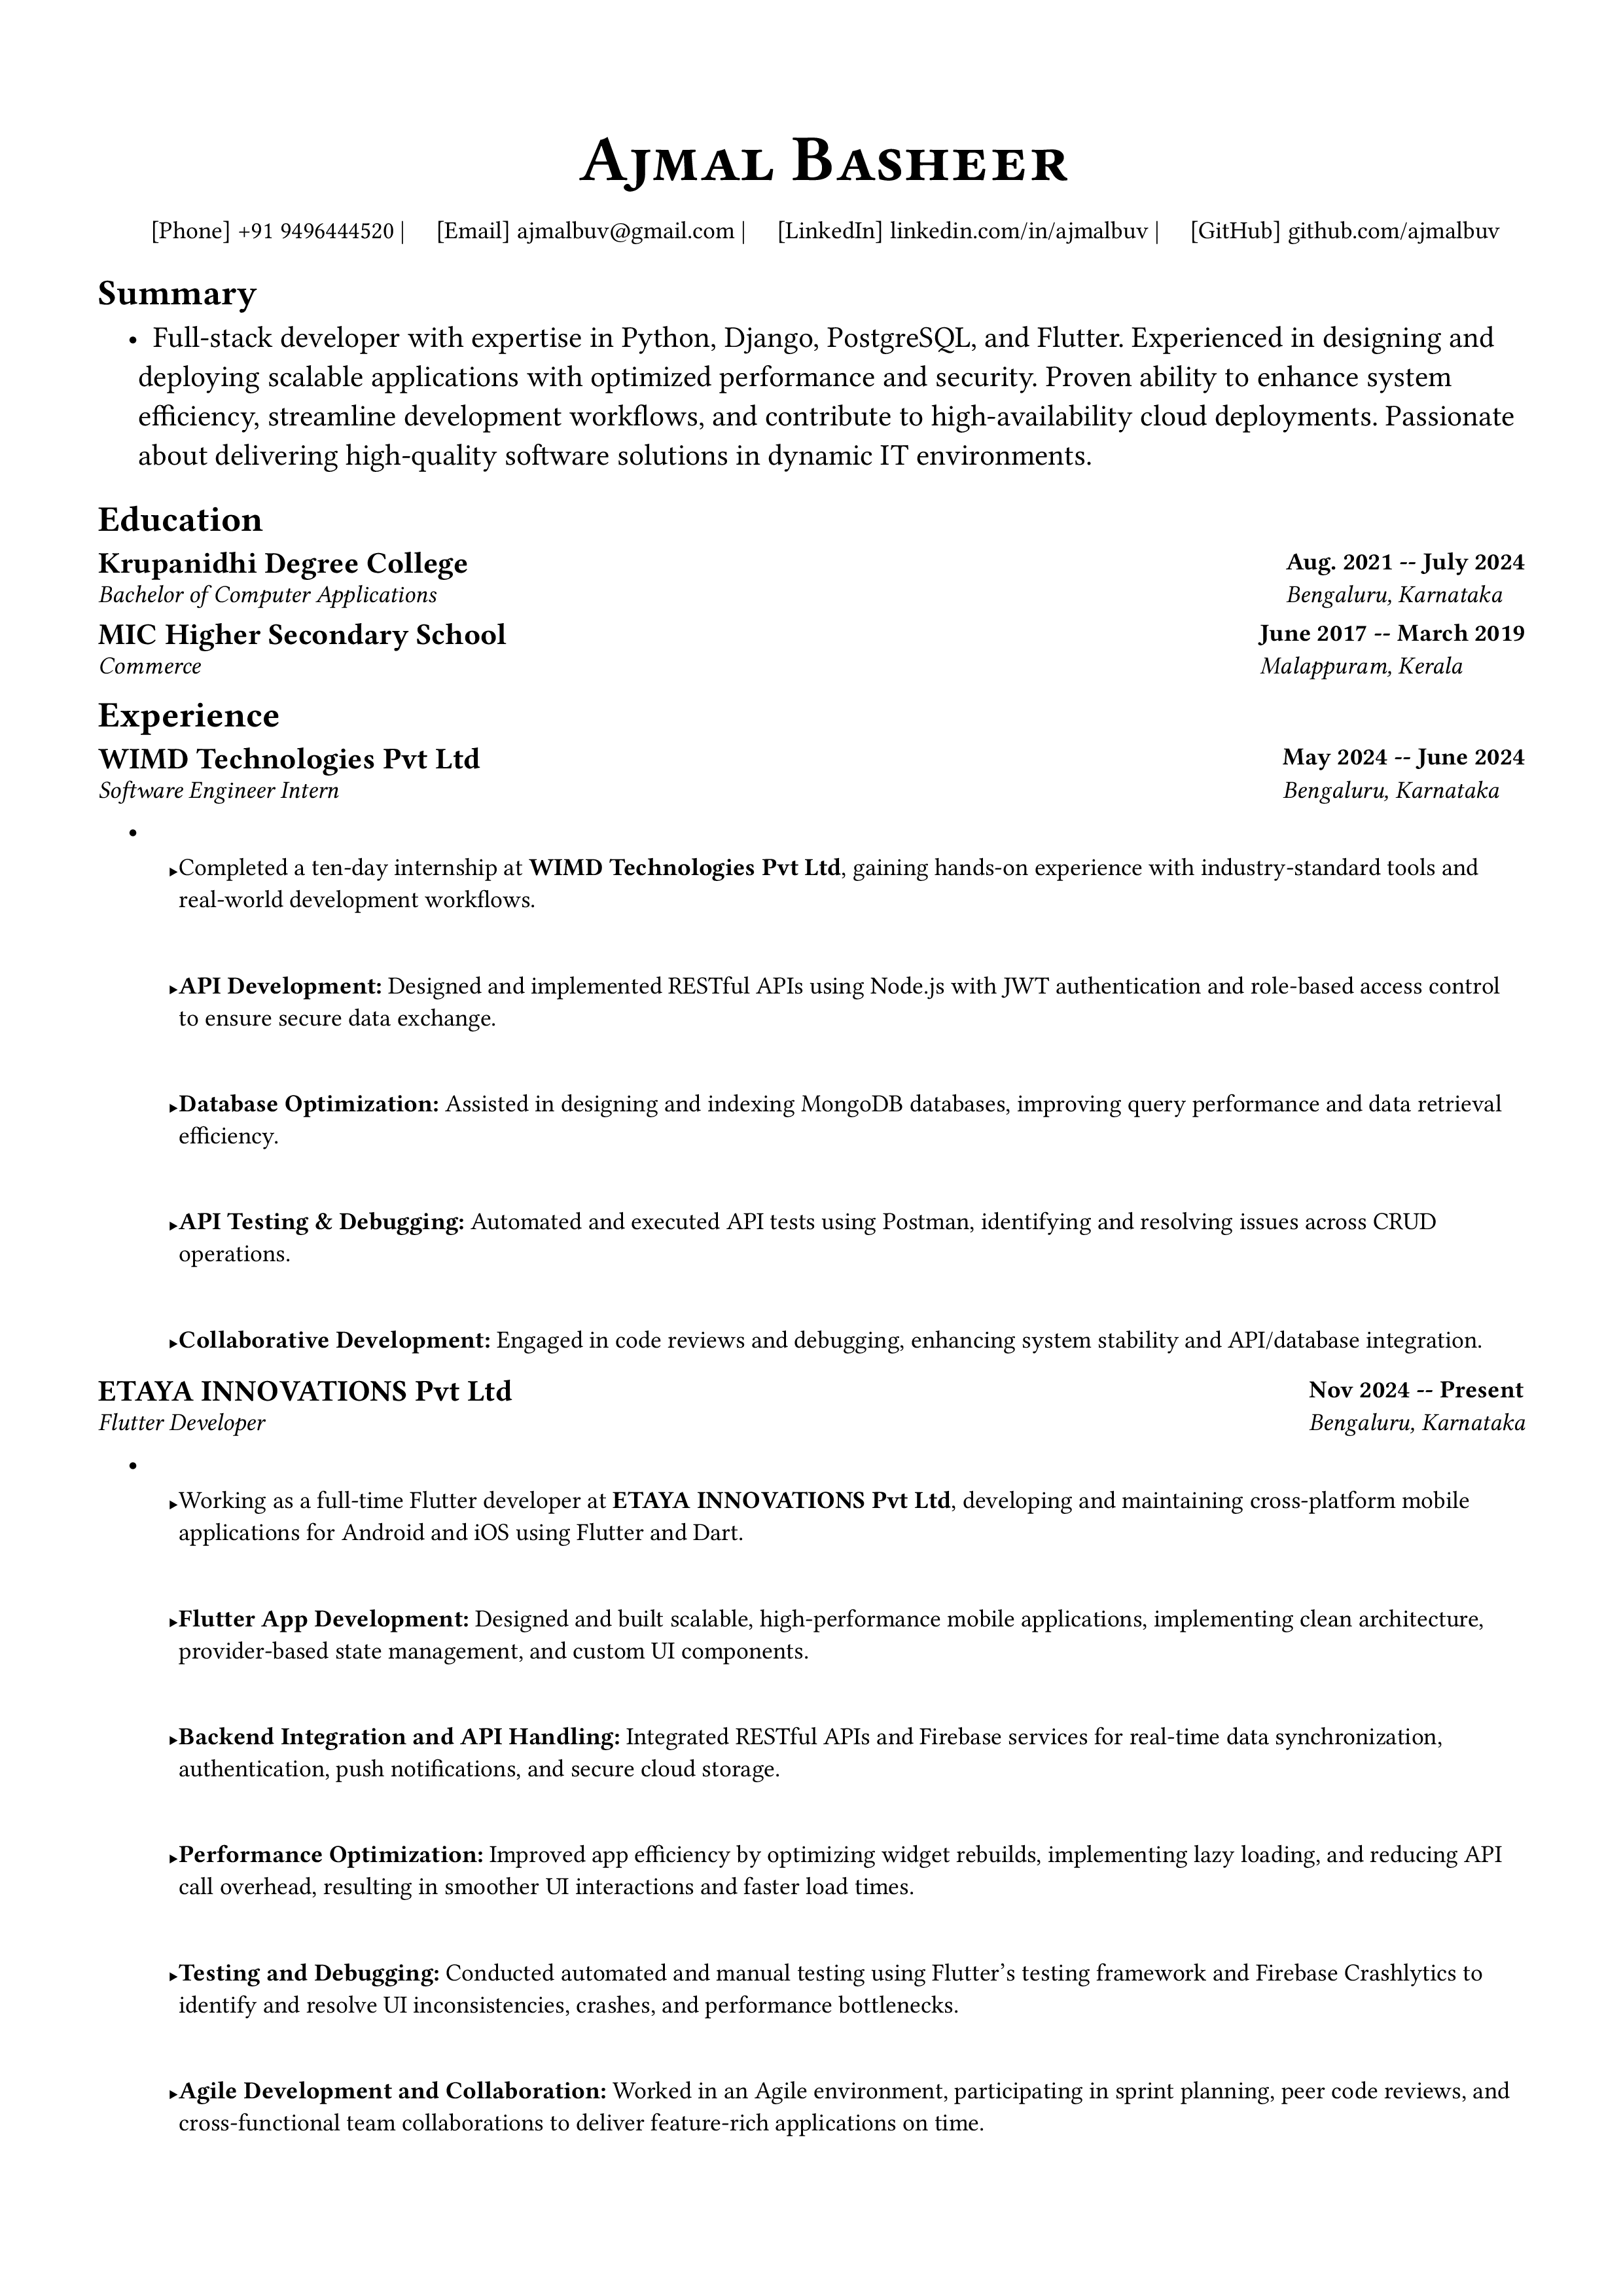 Ajmal Basheer
[Phone] +91 9496444520 | [Email] ajmalbuv@gmail.com | [LinkedIn] linkedin.com/in/ajmalbuv | [GitHub] github.com/ajmalbuv
Summary
• Full-stack developer with expertise in Python, Django, PostgreSQL, and Flutter. Experienced in designing and
deploying scalable applications with optimized performance and security. Proven ability to enhance system
efficiency, streamline development workflows, and contribute to high-availability cloud deployments. Passionate
about delivering high-quality software solutions in dynamic IT environments.
Education
Krupanidhi Degree College Aug. 2021 -- July 2024
Bachelor of Computer Applications Bengaluru, Karnataka
MIC Higher Secondary School June 2017 -- March 2019
Commerce Malappuram, Kerala
Experience
WIMD Technologies Pvt Ltd May 2024 -- June 2024
Software Engineer Intern Bengaluru, Karnataka
•
▸Completed a ten-day internship at WIMD Technologies Pvt Ltd, gaining hands-on experience with industry-standard tools and
real-world development workflows.
▸API Development: Designed and implemented RESTful APIs using Node.js with JWT authentication and role-based access control
to ensure secure data exchange.
▸Database Optimization: Assisted in designing and indexing MongoDB databases, improving query performance and data retrieval
efficiency.
▸API Testing & Debugging: Automated and executed API tests using Postman, identifying and resolving issues across CRUD
operations.
▸Collaborative Development: Engaged in code reviews and debugging, enhancing system stability and API/database integration.
ETAYA INNOVATIONS Pvt Ltd Nov 2024 -- Present
Flutter Developer Bengaluru, Karnataka
•
▸Working as a full-time Flutter developer at ETAYA INNOVATIONS Pvt Ltd, developing and maintaining cross-platform mobile
applications for Android and iOS using Flutter and Dart.
▸Flutter App Development: Designed and built scalable, high-performance mobile applications, implementing clean architecture,
provider-based state management, and custom UI components.
▸Backend Integration and API Handling: Integrated RESTful APIs and Firebase services for real-time data synchronization,
authentication, push notifications, and secure cloud storage.
▸Performance Optimization: Improved app efficiency by optimizing widget rebuilds, implementing lazy loading, and reducing API
call overhead, resulting in smoother UI interactions and faster load times.
▸Testing and Debugging: Conducted automated and manual testing using Flutter’s testing framework and Firebase Crashlytics to
identify and resolve UI inconsistencies, crashes, and performance bottlenecks.
▸Agile Development and Collaboration: Worked in an Agile environment, participating in sprint planning, peer code reviews, and
cross-functional team collaborations to deliver feature-rich applications on time.